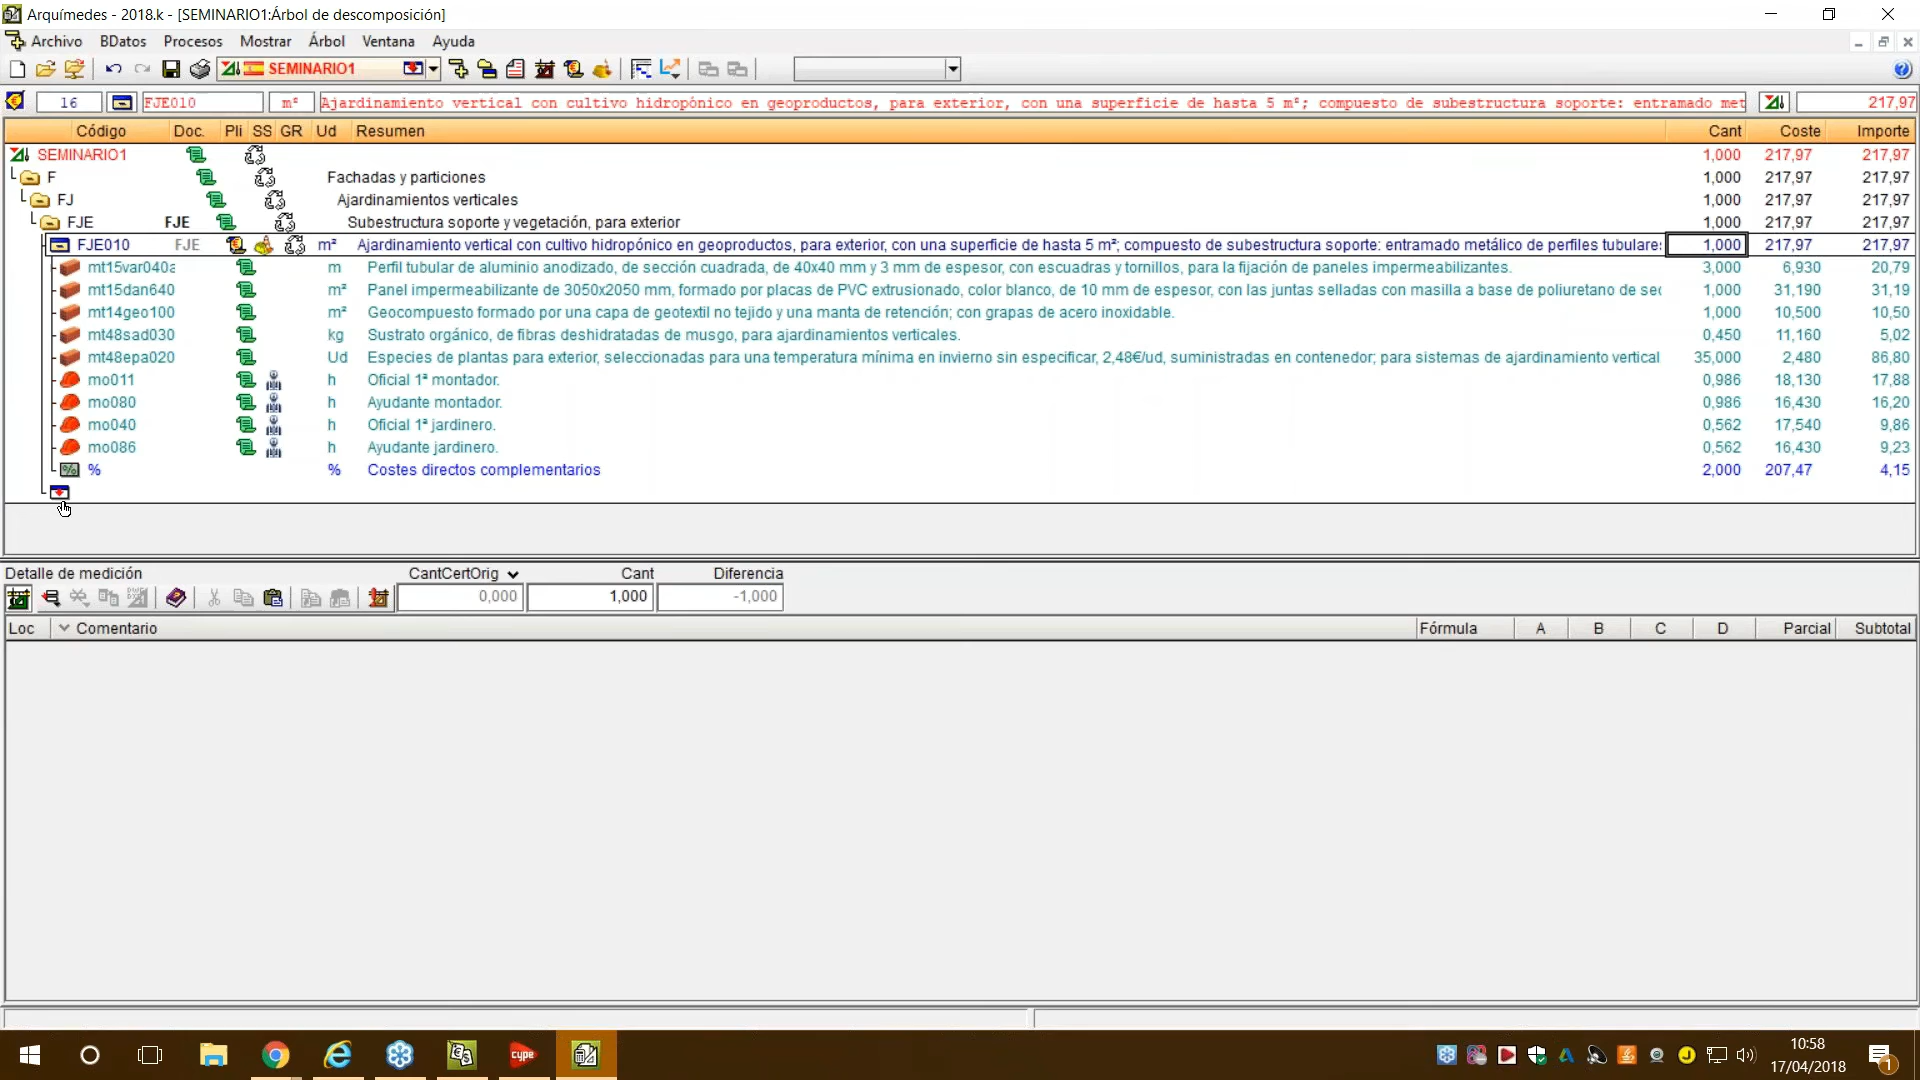 Arquímedes - 2018.k - [SEMINARIO1:Árbol de descomposición]
Archivo BDatos Procesos Mostrar Árbol Ventana Ayuda
SEMINARIO1
16 FJE010 m² Ajardinamiento vertical con cultivo hidropónico en geoproductos, para exterior, con una superficie de hasta 5 m²; compuesto de subestructura soporte: entramado met 217,97
Código Doc. Pli SS GR Ud Resumen Cant Coste Importe
SEMINARIO1 1,000 217,97 217,97
F Fachadas y particiones 1,000 217,97 217,97
FJ Ajardinamientos verticales 1,000 217,97 217,97
FJE FJE Subestructura soporte y vegetación, para exterior 1,000 217,97 217,97
FJE010 FJE m² Ajardinamiento vertical con cultivo hidropónico en geoproductos, para exterior, con una superficie de hasta 5 m²; compuesto de subestructura soporte: entramado metálico de perfiles tubulares 1,000 217,97 217,97
mt15var040a m Perfil tubular de aluminio anodizado, de sección cuadrada, de 40x40 mm y 3 mm de espesor, con escuadras y tornillos, para la fijación de paneles impermeabilizantes. 3,000 6,930 20,79
mt15dan640 m² Panel impermeabilizante de 3050x2050 mm, formado por placas de PVC extrusionado, color blanco, de 10 mm de espesor, con las juntas selladas con masilla a base de poliuretano de sec 1,000 31,190 31,19
mt14geo100 m² Geocompuesto formado por una capa de geotextil no tejido y una manta de retención; con grapas de acero inoxidable. 1,000 10,500 10,50
mt48sad030 kg Sustrato orgánico, de fibras deshidratadas de musgo, para ajardinamientos verticales. 0,450 11,160 5,02
mt48epa020 Ud Especies de plantas para exterior, seleccionadas para una temperatura mínima en invierno sin especificar, 2,48€/ud, suministradas en contenedor; para sistemas de ajardinamiento vertical 35,000 2,480 86,80
mo011 h Oficial 1ª montador. 0,986 18,130 17,88
mo080 h Ayudante montador. 0,986 16,430 16,20
mo040 h Oficial 1ª jardinero. 0,562 17,540 9,86
mo086 h Ayudante jardinero. 0,562 16,430 9,23
% % Costes directos complementarios 2,000 207,47 4,15
Detalle de medición CantCertOrig Cant Diferencia
0,000 1,000 -1,000
Loc Comentario Fórmula A B C D Parcial Subtotal
cype
10:58
17/04/2018
1